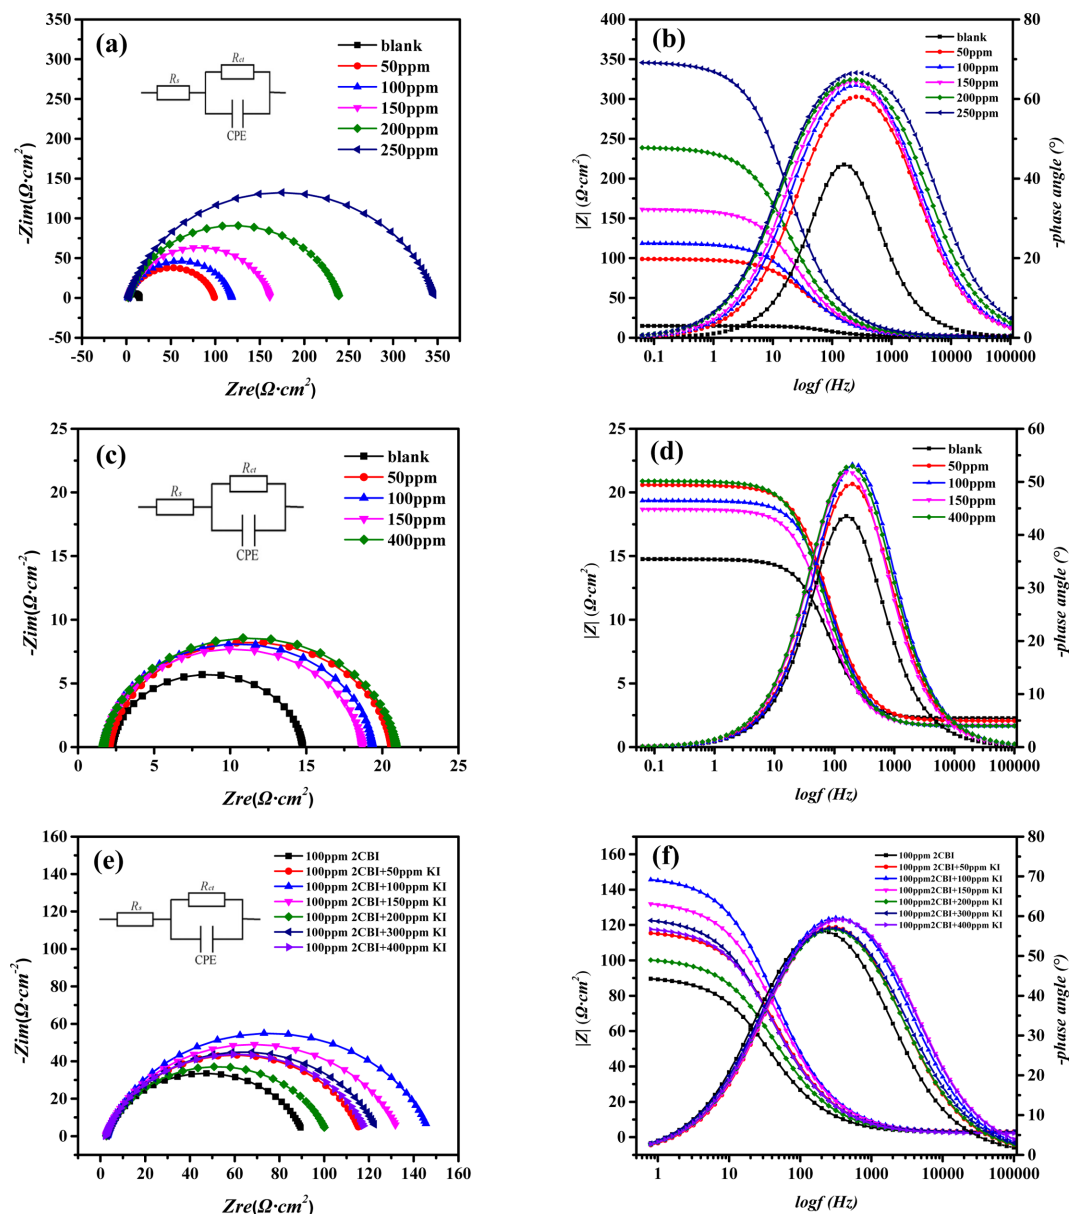 (a)
350
300
250
200
150
100
50
0
-50
-Zim(Ω·cm²)
-50 0 50 100 150 200 250 300 350
Zre(Ω·cm²)
Rs
Rct
CPE
blank
50ppm
100ppm
150ppm
200ppm
250ppm
(b)
400
350
300
250
200
150
100
50
0
|Z| (Ω·cm²)
0.1 1 10 100 1000 10000 100000
logf (Hz)
80
60
40
20
0
-phase angle (°)
blank
50ppm
100ppm
150ppm
200ppm
250ppm
(c)
25
20
15
10
5
0
-Zim(Ω·cm⁻²)
0 5 10 15 20 25
Zre(Ω·cm²)
Rs
Rct
CPE
blank
50ppm
100ppm
150ppm
400ppm
(d)
25
20
15
10
5
0
|Z| (Ω·cm²)
0.1 1 10 100 1000 10000 100000
logf (Hz)
60
50
40
30
20
10
0
-phase angle (°)
blank
50ppm
100ppm
150ppm
400ppm
(e)
160
140
120
100
80
60
40
20
0
-Zim(Ω·cm⁻²)
0 20 40 60 80 100 120 140 160
Zre(Ω·cm²)
Rs
Rct
CPE
100ppm 2CBI
100ppm 2CBI+50ppm KI
100ppm 2CBI+100ppm KI
100ppm 2CBI+150ppm KI
100ppm 2CBI+200ppm KI
100ppm 2CBI+300ppm KI
100ppm 2CBI+400ppm KI
(f)
160
140
120
100
80
60
40
20
0
|Z| (Ω·cm²)
1 10 100 1000 10000 100000
logf (Hz)
80
70
60
50
40
30
20
10
0
-phase angle (°)
100ppm 2CBI
100ppm 2CBI+50ppm KI
100ppm2CBI+100ppm KI
100ppm2CBI+150ppm KI
100ppm2CBI+200ppm KI
100ppm2CBI+300ppm KI
100ppm2CBI+400ppm KI